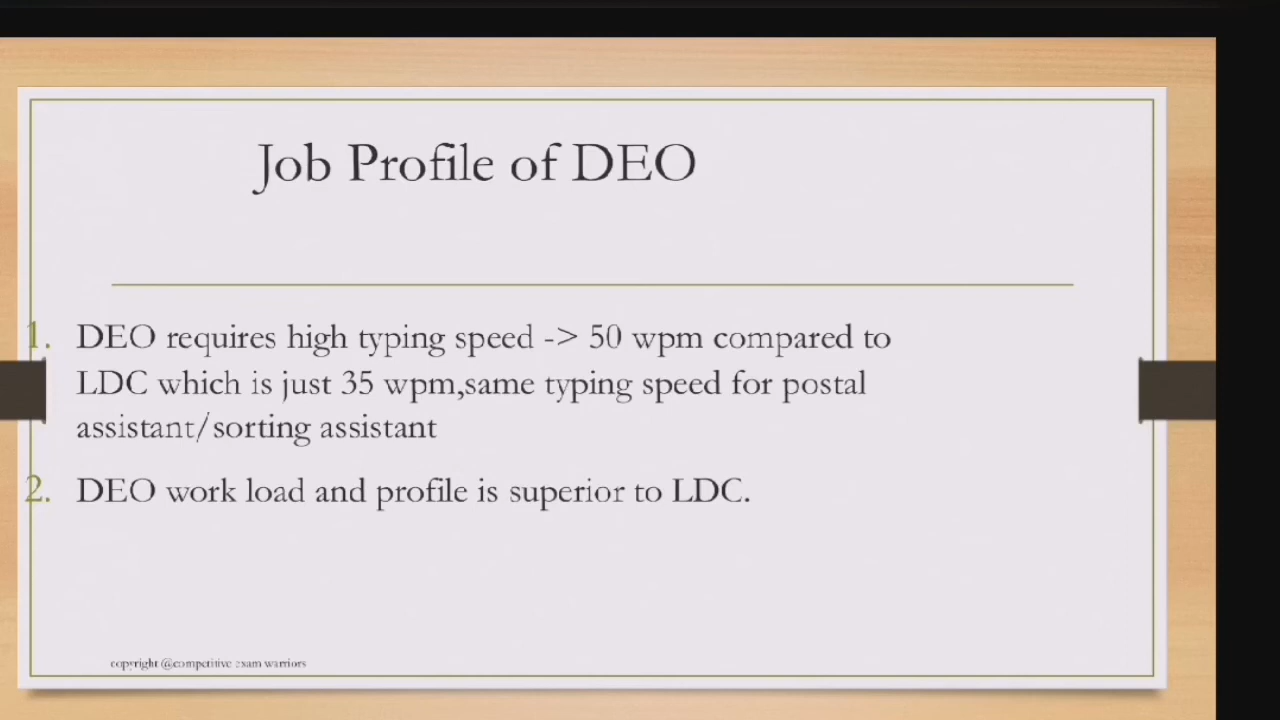 Job Profile of DEO
1. DEO requires high typing speed -> 50 wpm compared to
LDC which is just 35 wpm,same typing speed for postal
assistant/sorting assistant
2. DEO work load and profile is superior to LDC.
copyright @competitive exam warriors